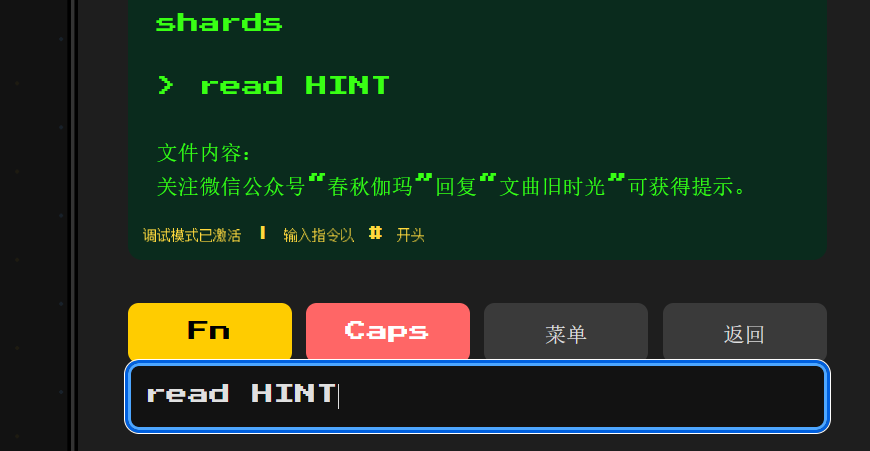 shards
> read HINT
文件内容：
关注微信公众号“春秋伽玛”回复“文曲旧时光”可获得提示。
调试模式已激活 | 输入指令以 # 开头
Fn Caps 菜单 返回
read HINT